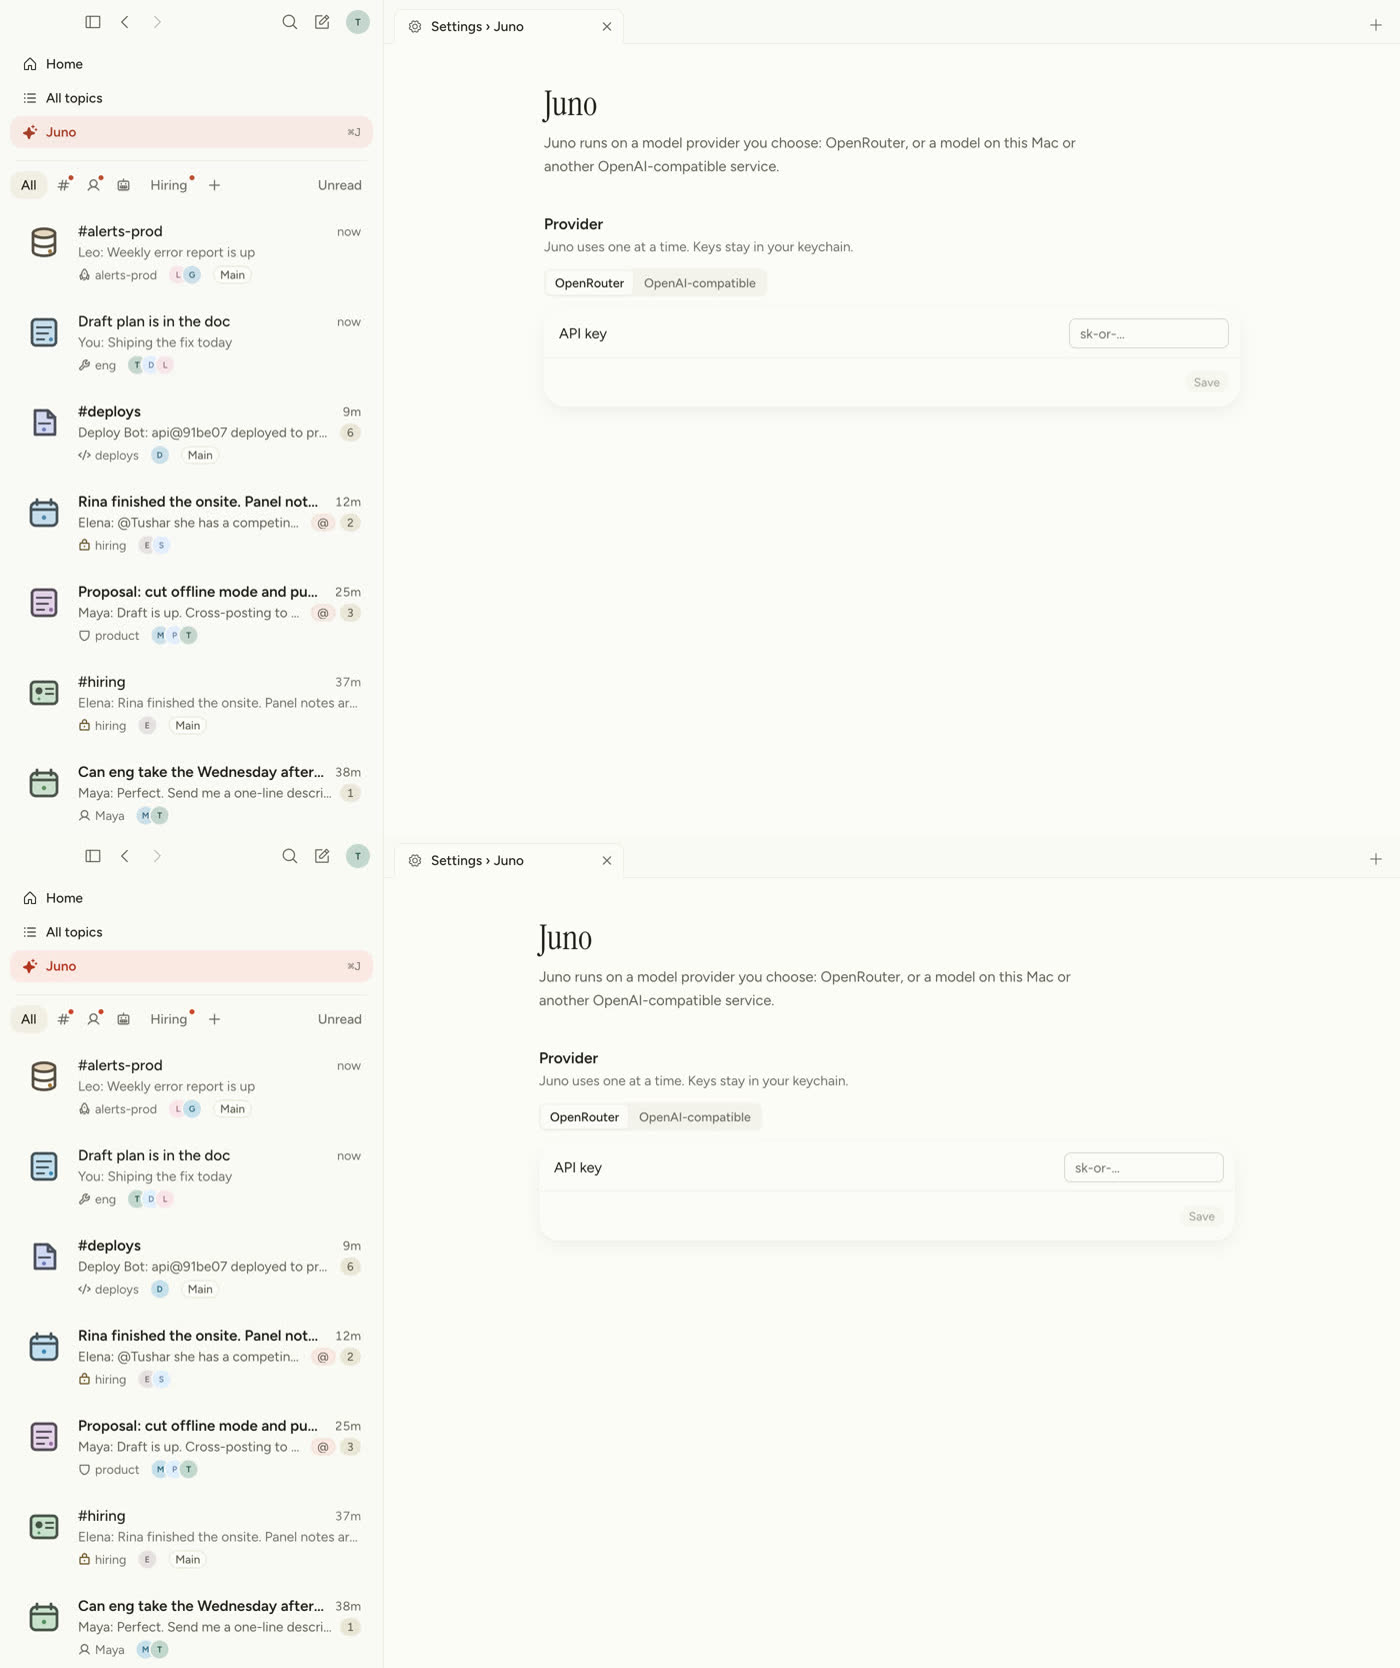 T
Home
All topics
Juno ⌘J
All # Hiring + Unread
#alerts-prod now
Leo: Weekly error report is up
alerts-prod L G Main
Draft plan is in the doc now
You: Shiping the fix today
eng T D L
#deploys 9m
Deploy Bot: api@91be07 deployed to pr... 6
deploys D Main
Rina finished the onsite. Panel not... 12m
Elena: @Tushar she has a competin... @ 2
hiring E S
Proposal: cut offline mode and pu... 25m
Maya: Draft is up. Cross-posting to ... @ 3
product M P T
#hiring 37m
Elena: Rina finished the onsite. Panel notes ar...
hiring E Main
Can eng take the Wednesday after... 38m
Maya: Perfect. Send me a one-line descri... 1
Maya M T
Settings › Juno
Juno
Juno runs on a model provider you choose: OpenRouter, or a model on this Mac or
another OpenAI-compatible service.
Provider
Juno uses one at a time. Keys stay in your keychain.
OpenRouter OpenAI-compatible
API key sk-or-...
Save
T
Home
All topics
Juno ⌘J
All # Hiring + Unread
#alerts-prod now
Leo: Weekly error report is up
alerts-prod L G Main
Draft plan is in the doc now
You: Shiping the fix today
eng T D L
#deploys 9m
Deploy Bot: api@91be07 deployed to pr... 6
deploys D Main
Rina finished the onsite. Panel not... 12m
Elena: @Tushar she has a competin... @ 2
hiring E S
Proposal: cut offline mode and pu... 25m
Maya: Draft is up. Cross-posting to ... @ 3
product M P T
#hiring 37m
Elena: Rina finished the onsite. Panel notes ar...
hiring E Main
Can eng take the Wednesday after... 38m
Maya: Perfect. Send me a one-line descri... 1
Maya M T
Settings › Juno
Juno
Juno runs on a model provider you choose: OpenRouter, or a model on this Mac or
another OpenAI-compatible service.
Provider
Juno uses one at a time. Keys stay in your keychain.
OpenRouter OpenAI-compatible
API key sk-or-...
Save